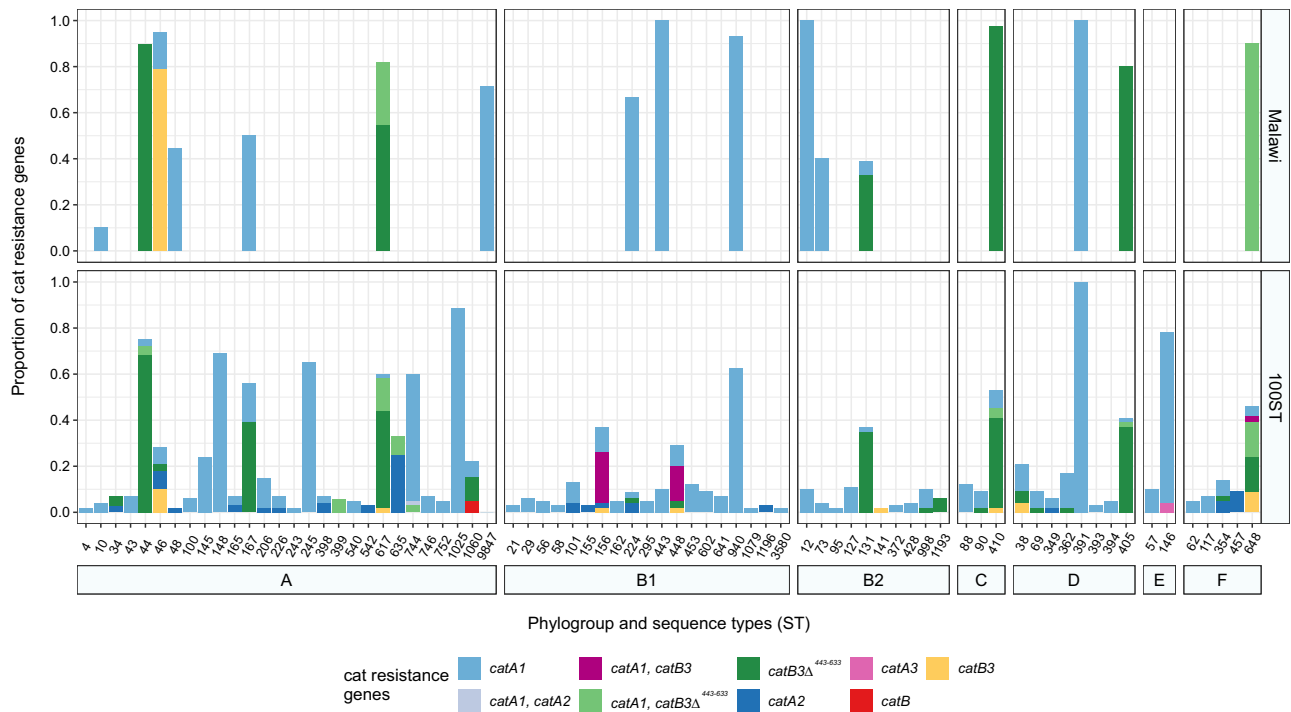 1.0
0.8
0.6
0.4
0.2
0.0
Malawi
1.0
0.8
0.6
0.4
0.2
0.0
100ST
Proportion of cat resistance genes
4 10 34 43 44 46 48 100 145 148 165 167 206 226 243 245 398 399 540 542 617 635 744 746 752 1025 1060 9847
21 29 56 58 101 155 156 162 224 295 443 448 453 602 641 940 1079 1196 3580
12 73 95 127 131 141 372 428 998 1193
88 90 410
38 69 349 362 391 393 394 405
57 146
62 117 354 457 648
A B1 B2 C D E F
Phylogroup and sequence types (ST)
cat resistance
genes
catA1
catA1, catA2
catA1, catB3
catA1, catB3Δ 443-633
catB3Δ 443-633
catA2
catA3
catB
catB3